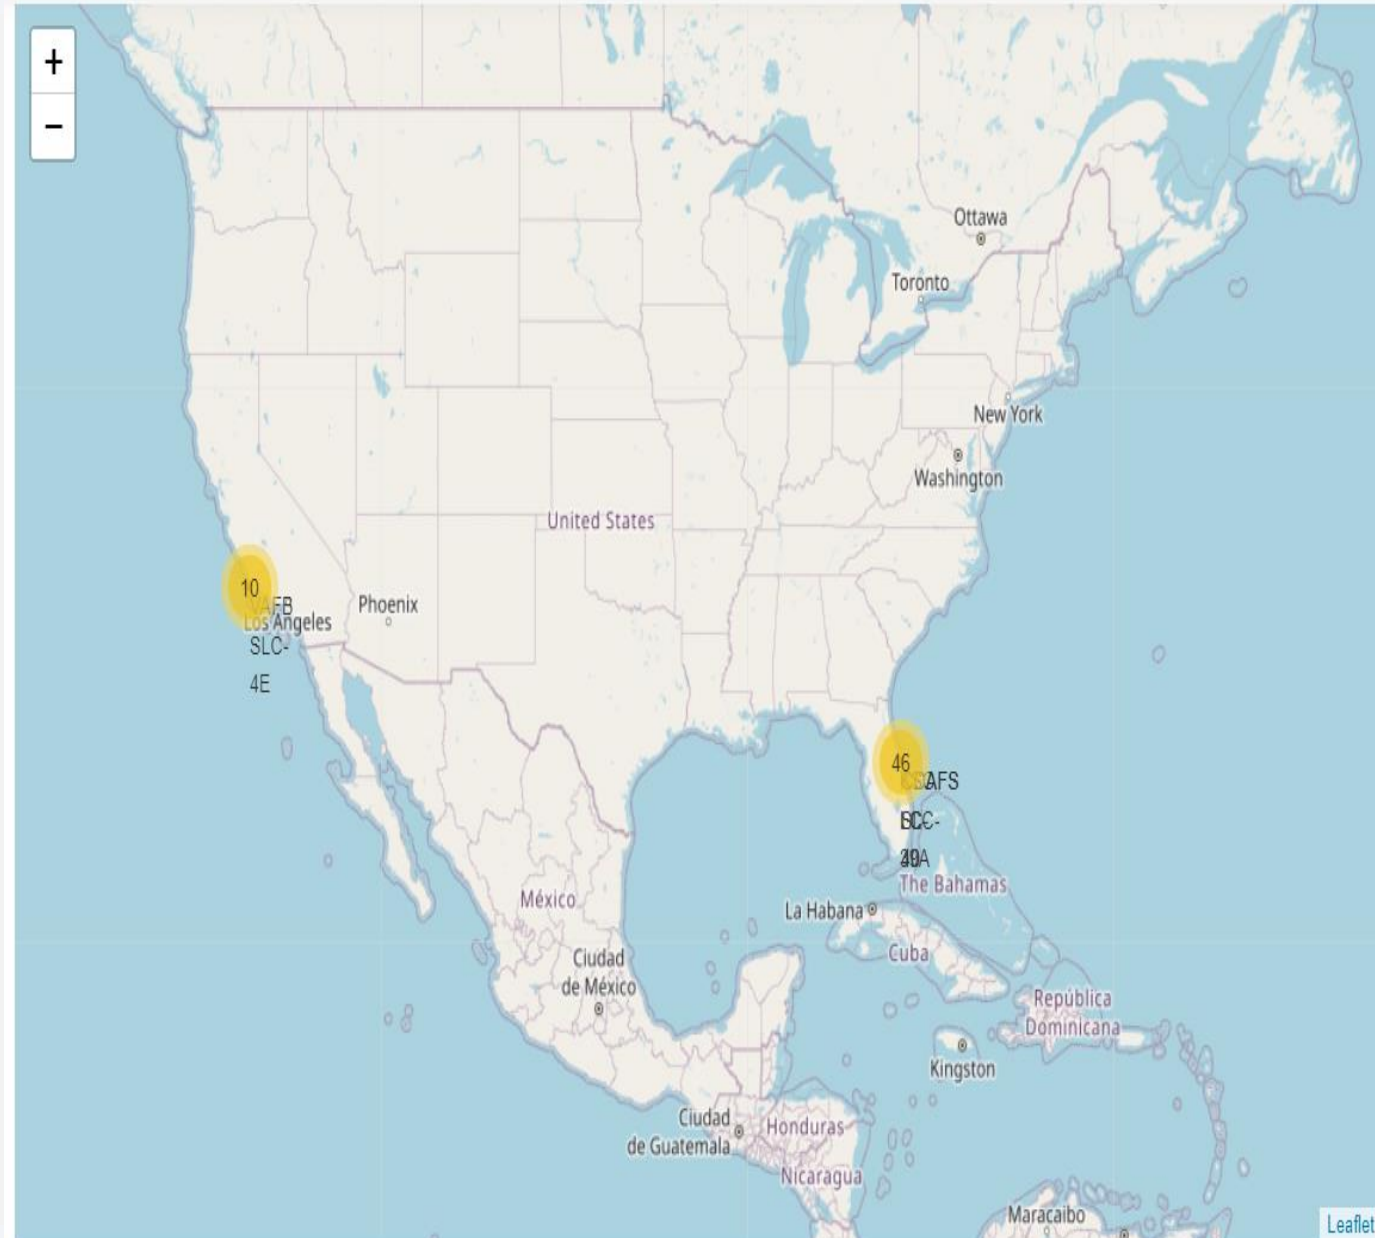 +
−
Ottawa
Toronto
New York
Washington
United States
10
VAFB
Los Angeles
SLC-
4E
Phoenix
46
The Bahamas
México
La Habana
Cuba
Ciudad
de México
República
Dominicana
Kingston
Ciudad
de Guatemala
Honduras
Nicaragua
Maracaibo
Leaflet